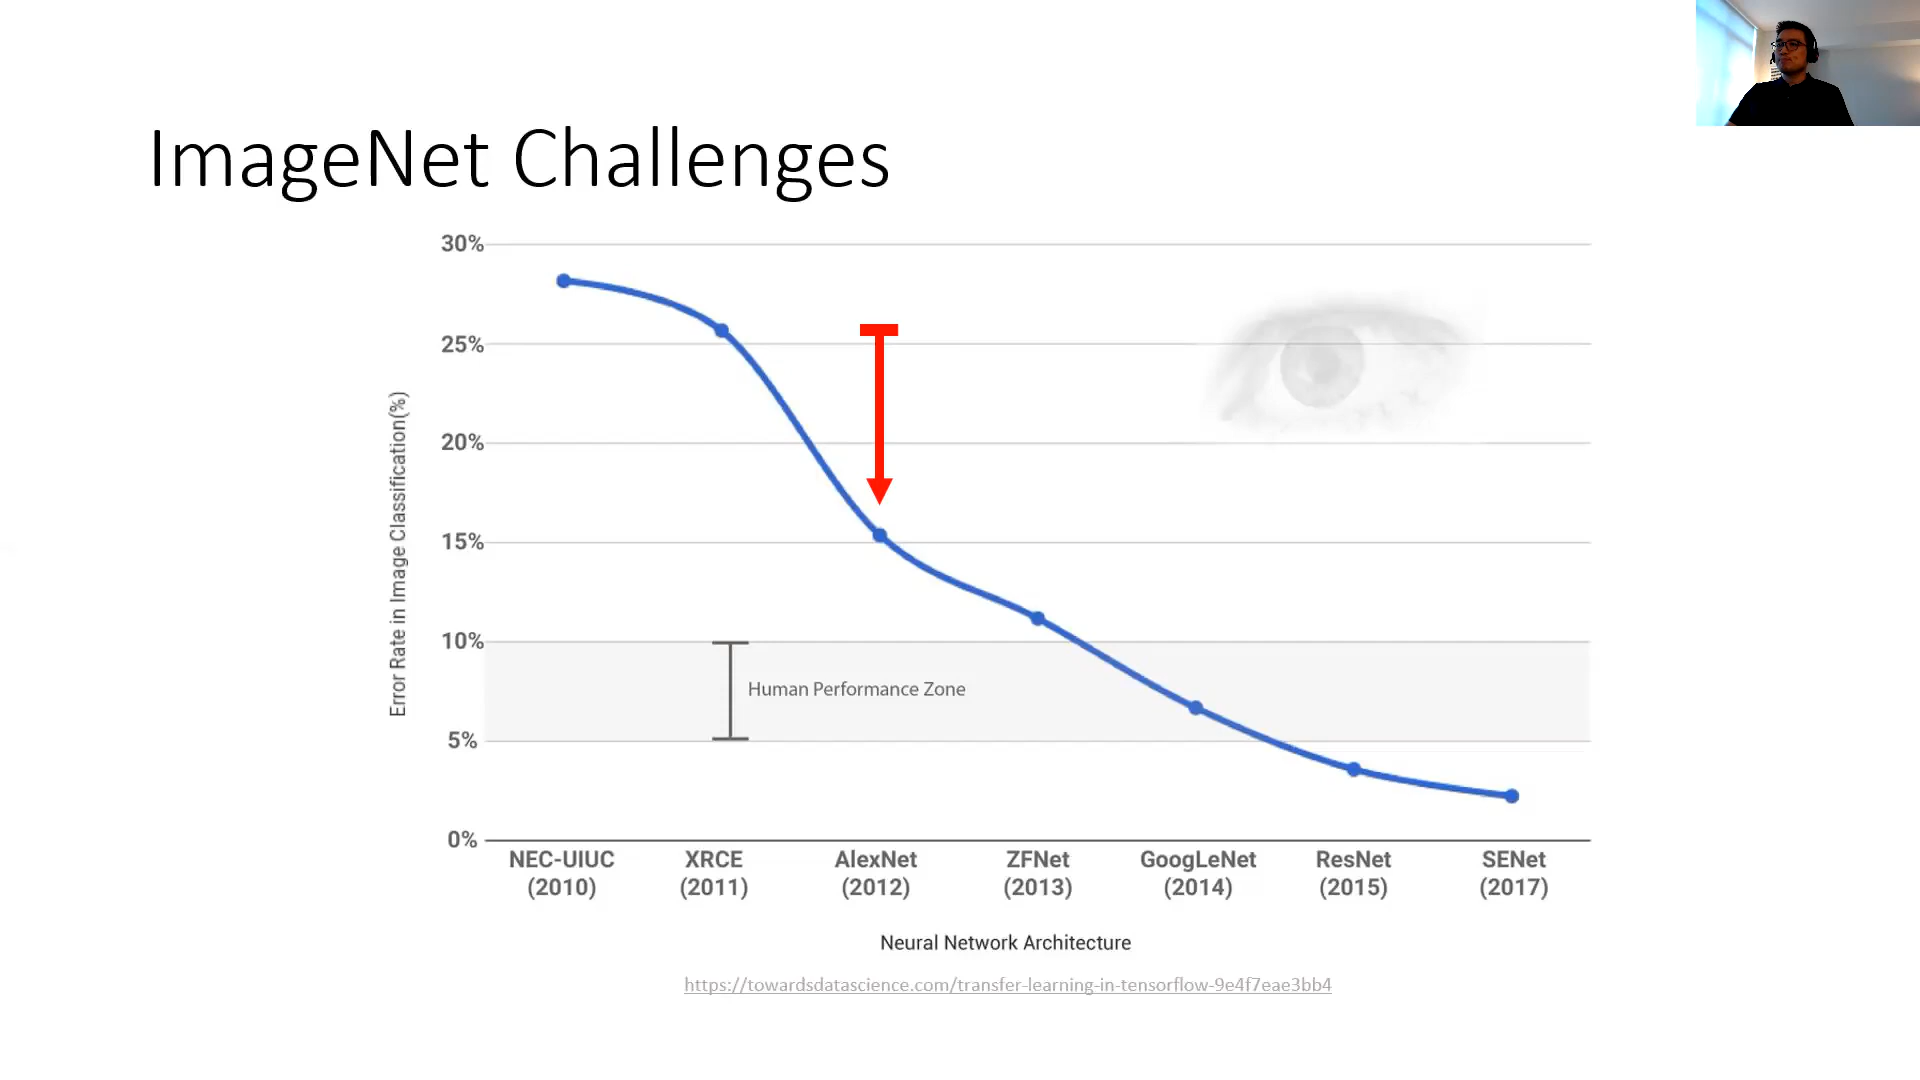 ImageNet Challenges
30%
25%
20%
15%
10%
5%
0%
Error Rate in Image Classification(%)
Human Performance Zone
NEC-UIUC XRCE AlexNet ZFNet GoogLeNet ResNet SENet
(2010) (2011) (2012) (2013) (2014) (2015) (2017)
Neural Network Architecture
https://towardsdatascience.com/transfer-learning-in-tensorflow-9e4f7eae3bb4